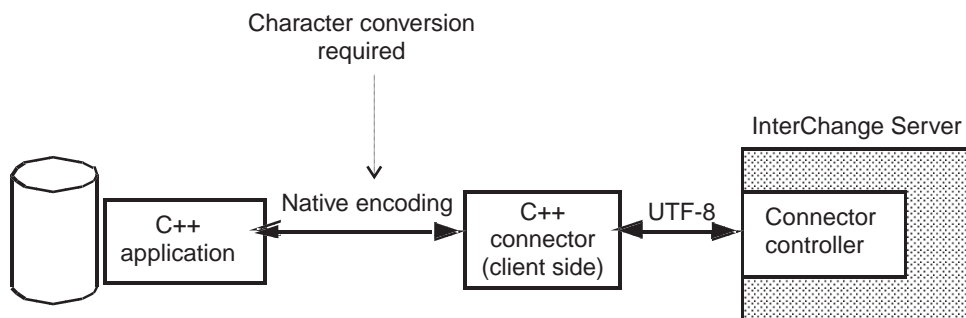 Character conversion
required
InterChange Server
C++
application
Native encoding
C++
connector
(client side)
UTF-8
Connector
controller